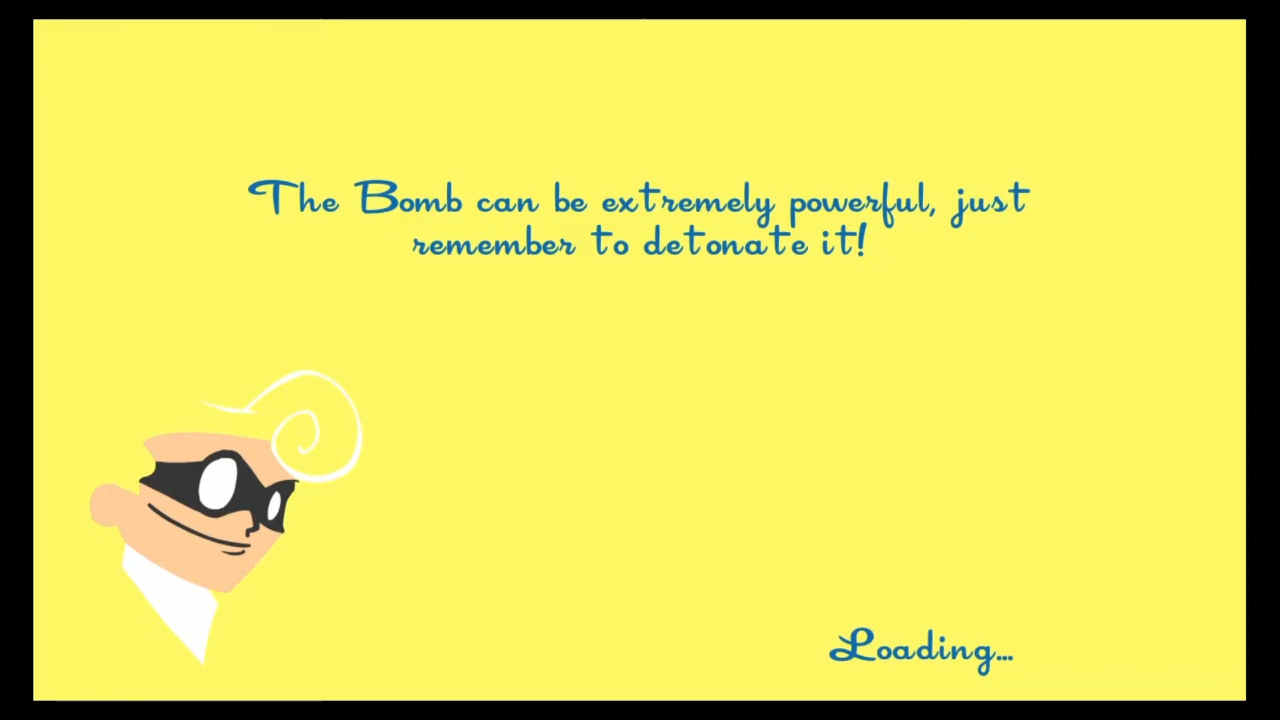 The Bomb can be extremely powerful, just
remember to detonate it!
Loading...